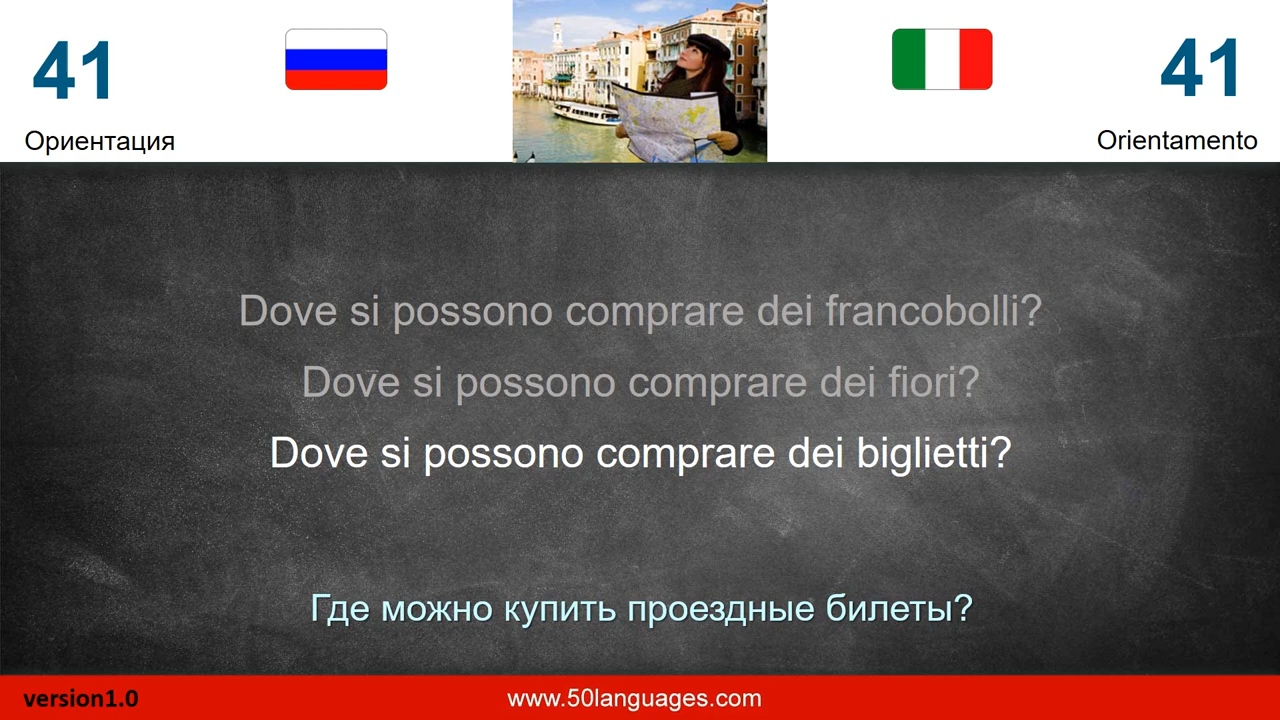 41
41
Ориентация
Orientamento
Dove si possono comprare dei francobolli?
Dove si possono comprare dei fiori?
Dove si possono comprare dei biglietti?
Где можно купить проездные билеты?
version1.0
www.50languages.com